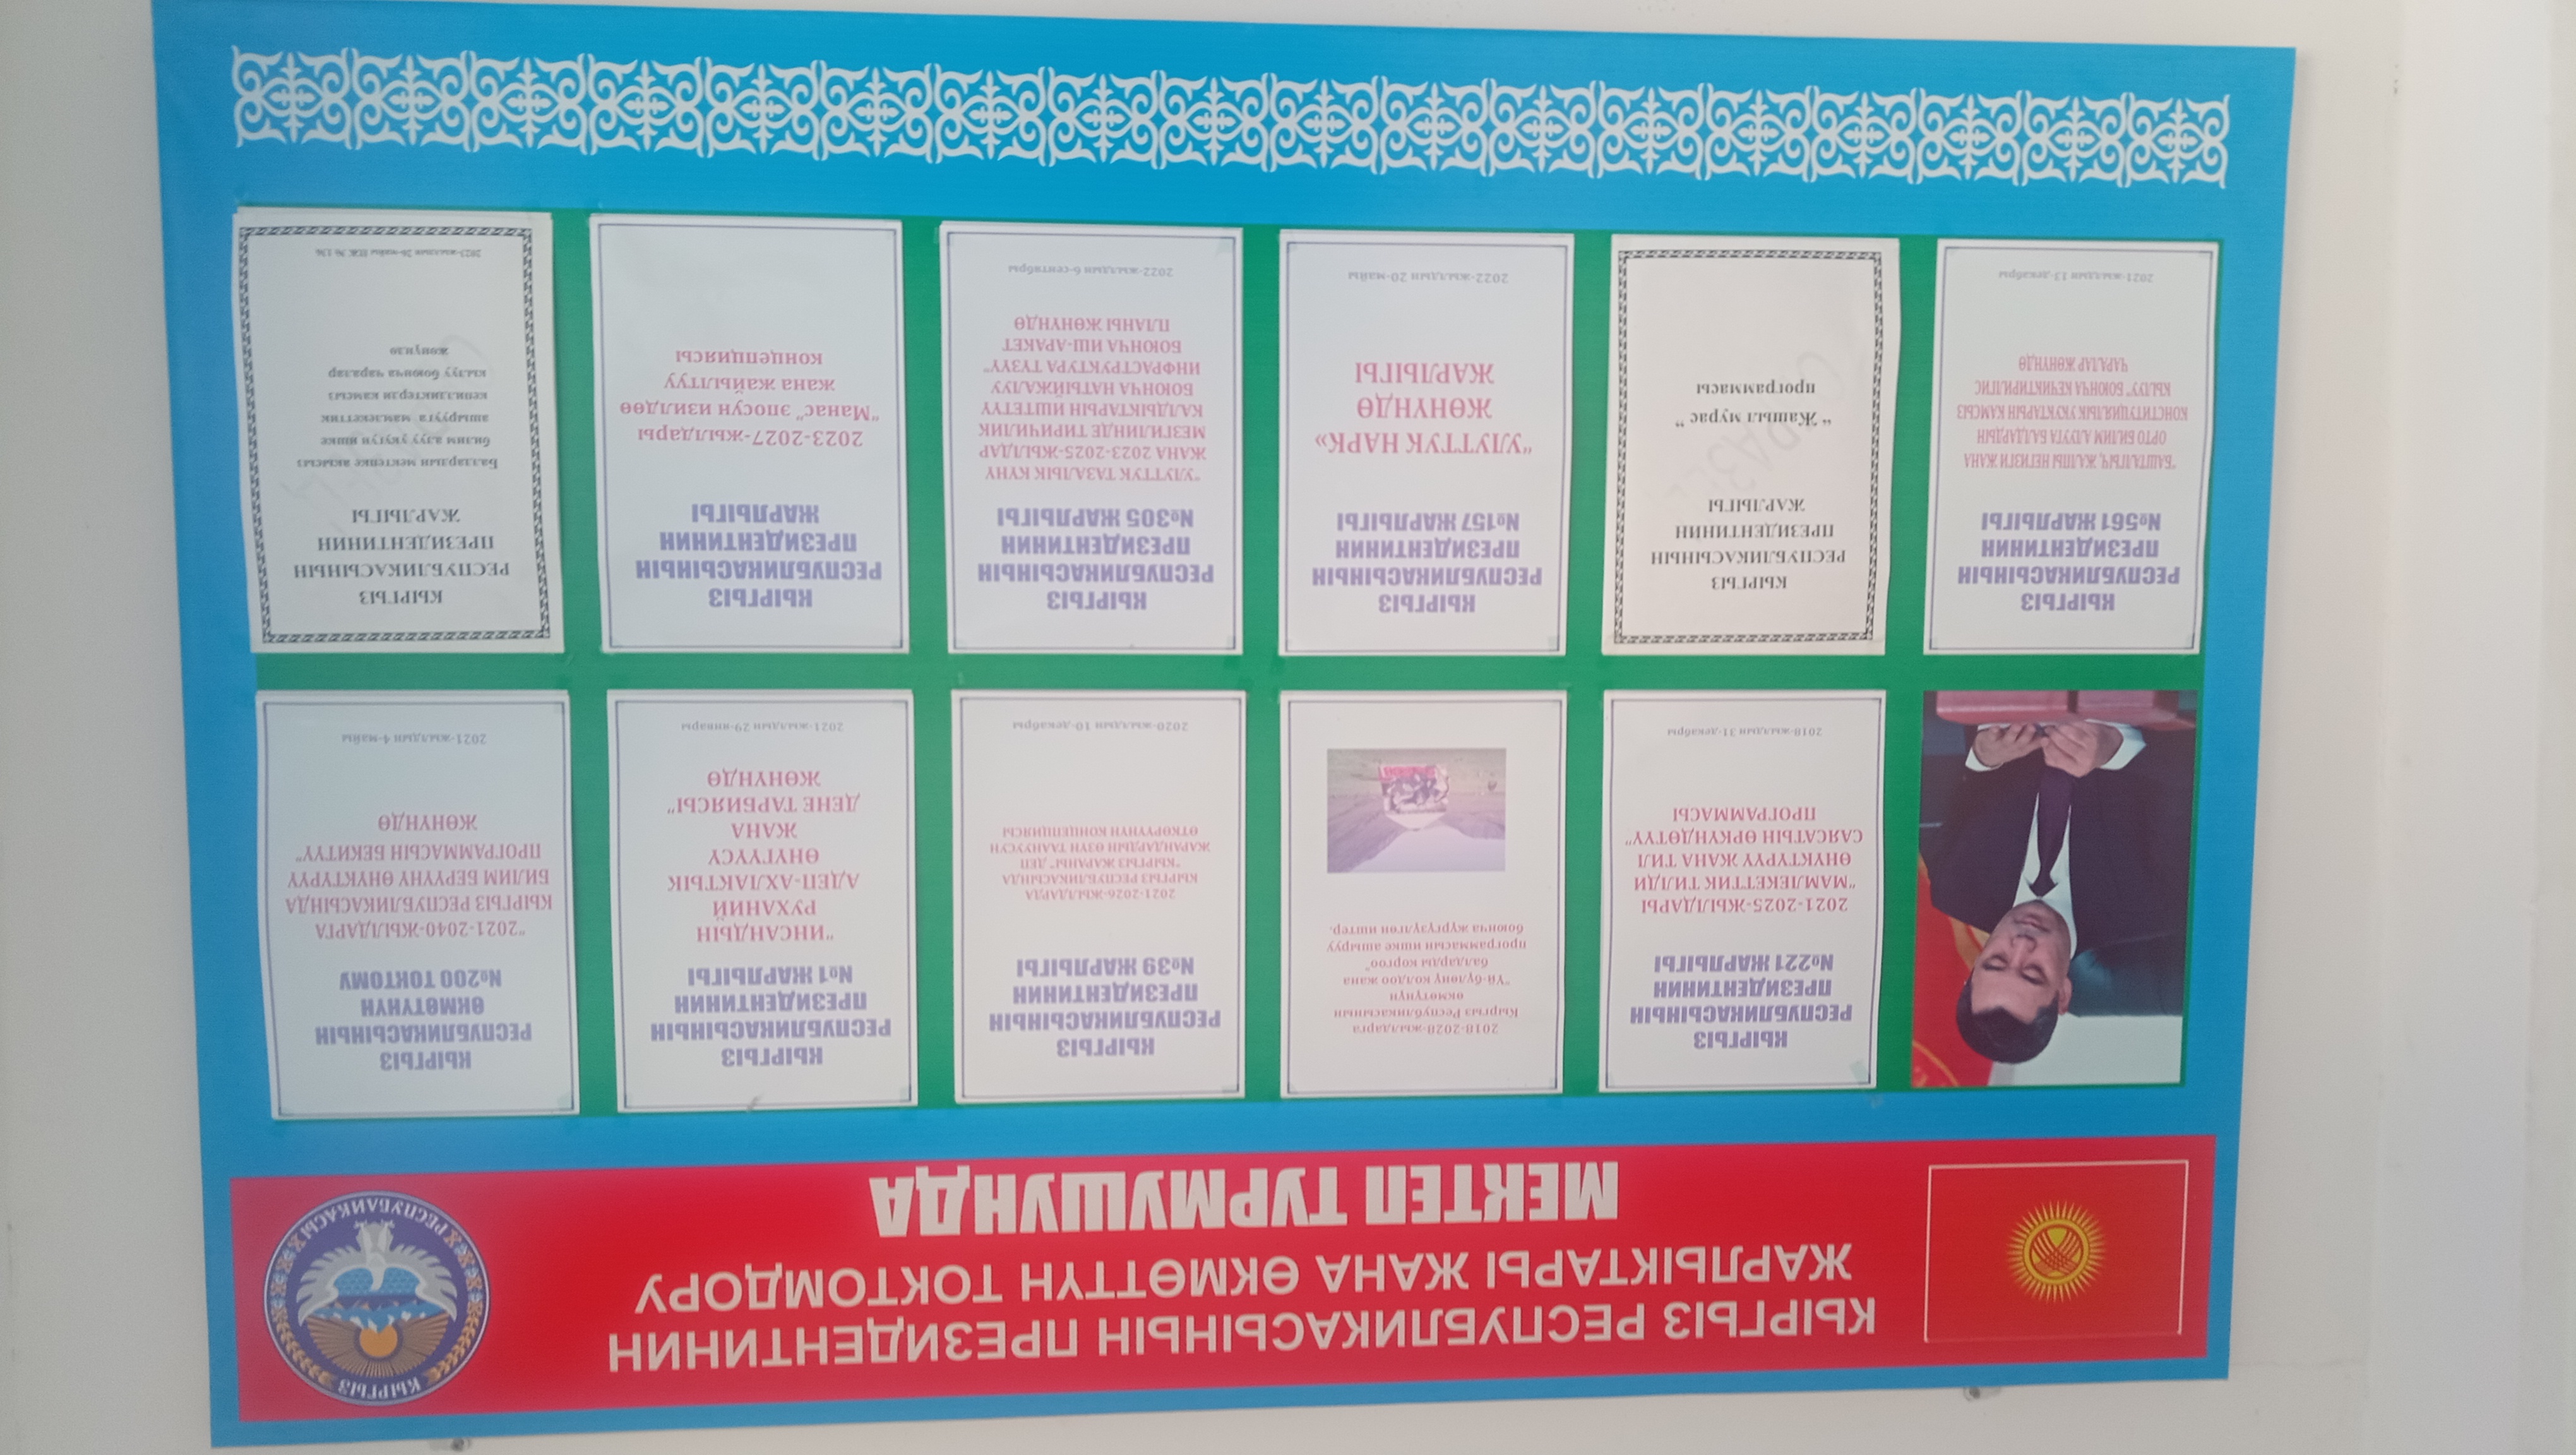 КЫРГЫЗ РЕСПУБЛИКАСЫНЫН ПРЕЗИДЕНТИНИН
ЖАРЛЫКТАРЫ ЖАНА ӨКМӨТТҮН ТОКТОМДОРУ
МЕКТЕП ТУРМУШУНДА
КЫРГЫЗ
РЕСПУБЛИКАСЫ
КЫРГЫЗ
РЕСПУБЛИКАСЫНЫН
ПРЕЗИДЕНТИНИН
№221 ЖАРЛЫГЫ
2021-2025-ЖЫЛДАРЫ
"МАМЛЕКЕТТИК ТИЛДИ
ӨНҮКТҮРҮҮ ЖАНА ТИЛ
САЯСАТЫН ӨРКҮНДӨТҮҮ"
ПРОГРАММАСЫ
2018-жылдын 31-декабры
2018-2028-жылдарга
Кыргыз Республикасынын
өкмөтүнүн
"Үй-бүлөнү колдоо жана
балдарды коргоо"
программасын ишке ашыруу
боюнча жүргүзүлгөн иштер.
КЫРГЫЗ
РЕСПУБЛИКАСЫНЫН
ПРЕЗИДЕНТИНИН
№39 ЖАРЛЫГЫ
2021-2026-ЖЫЛДАРДА
КЫРГЫЗ РЕСПУБЛИКАСЫНДА
"КЫРГЫЗ ЖАРАНЫ" ДЕП
ЖАРАНДАРДЫН ӨЗҮН ТААНУУСУН
ӨТКӨРҮҮНҮН КОНЦЕПЦИЯСЫ
2020-жылдын 10-декабры
КЫРГЫЗ
РЕСПУБЛИКАСЫНЫН
ПРЕЗИДЕНТИНИН
№1 ЖАРЛЫГЫ
"ИНСАНДЫН
РУХАНИЙ
АДЕП-АХЛАКТЫК
ӨНҮГҮҮСҮ
ЖАНА
ДЕНЕ ТАРБИЯСЫ"
ЖӨНҮНДӨ
2021-жылдын 29-январы
КЫРГЫЗ
РЕСПУБЛИКАСЫНЫН
ӨКМӨТҮНҮН
№200 ТОКТОМУ
"2021-2040-ЖЫЛДАРГА
КЫРГЫЗ РЕСПУБЛИКАСЫНДА
БИЛИМ БЕРҮҮНҮ ӨНҮКТҮРҮҮ
ПРОГРАММАСЫН БЕКИТҮҮ"
ЖӨНҮНДӨ
2021-жылдын 4-майы
КЫРГЫЗ
РЕСПУБЛИКАСЫНЫН
ПРЕЗИДЕНТИНИН
№561 ЖАРЛЫГЫ
"БАШТАЛГЫЧ, ЖАЛПЫ НЕГИЗГИ ЖАНА
ОРТО БИЛИМ АЛУУГА БАЛДАРДЫН
КОНСТИТУЦИЯЛЫК УКУКТАРЫН КАМСЫЗ
КЫЛУУ" БОЮНЧА КЕЧИКТИРИЛГИС
ЧАРАЛАР ЖӨНҮНДӨ
2021-жылдын 13-декабры
КЫРГЫЗ
РЕСПУБЛИКАСЫНЫН
ПРЕЗИДЕНТИНИН
ЖАРЛЫГЫ
" Жашыл мурас "
программасы
КЫРГЫЗ
РЕСПУБЛИКАСЫНЫН
ПРЕЗИДЕНТИНИН
№157 ЖАРЛЫГЫ
"УЛУТТУК НАРК»
ЖӨНҮНДӨ
ЖАРЛЫГЫ
2022-жылдын 20-майы
КЫРГЫЗ
РЕСПУБЛИКАСЫНЫН
ПРЕЗИДЕНТИНИН
№305 ЖАРЛЫГЫ
"УЛУТТУК ТАЗАЛЫК КҮНҮ
ЖАНА 2023-2025-ЖЫЛДАР
МЕЗГИЛИНДЕ ТИРИЧИЛИК
КАЛДЫКТАРЫН ИШТЕТҮҮ
БОЮНЧА НАТЫЙЖАЛУУ
ИНФРАСТРУКТУРА ТҮЗҮҮ"
БОЮНЧА ИШ-АРАКЕТ
ПЛАНЫ ЖӨНҮНДӨ
2022-жылдын 6-сентябры
КЫРГЫЗ
РЕСПУБЛИКАСЫНЫН
ПРЕЗИДЕНТИНИН
ЖАРЛЫГЫ
2023-2027-жылдары
"Манас" эпосун изилдөө
жана жайылтуу
концепциясы
КЫРГЫЗ
РЕСПУБЛИКАСЫНЫН
ПРЕЗИДЕНТИНИН
ЖАРЛЫГЫ
Балдардын мектепке акысыз
билим алуу укугун ишке
ашырууга мамлекеттик
кепилдиктерди камсыз
кылуу боюнча чаралар
жөнүндө
2023-жылдын 26-майы ПЖ № 136